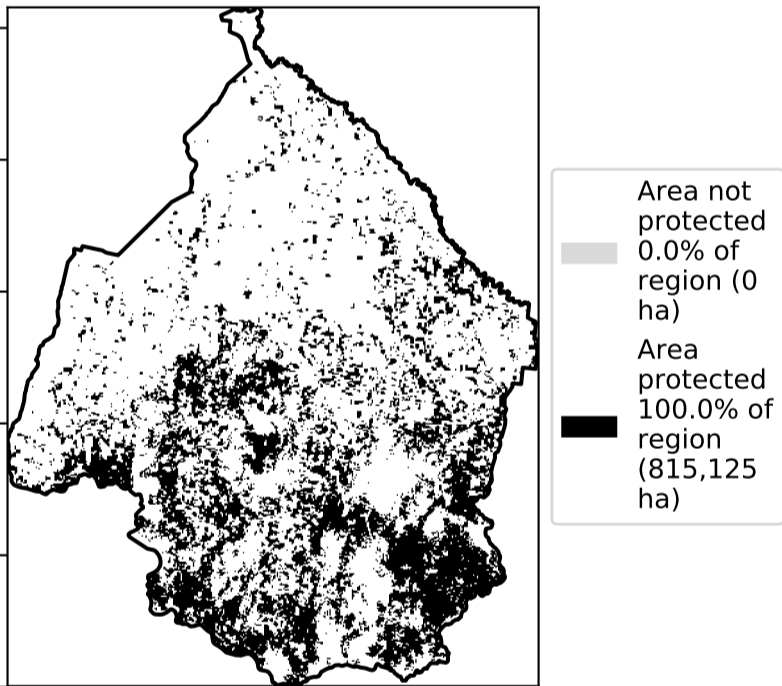 Area not
protected
0.0% of
region (0
ha)
Area
protected
100.0% of
region
(815,125
ha)